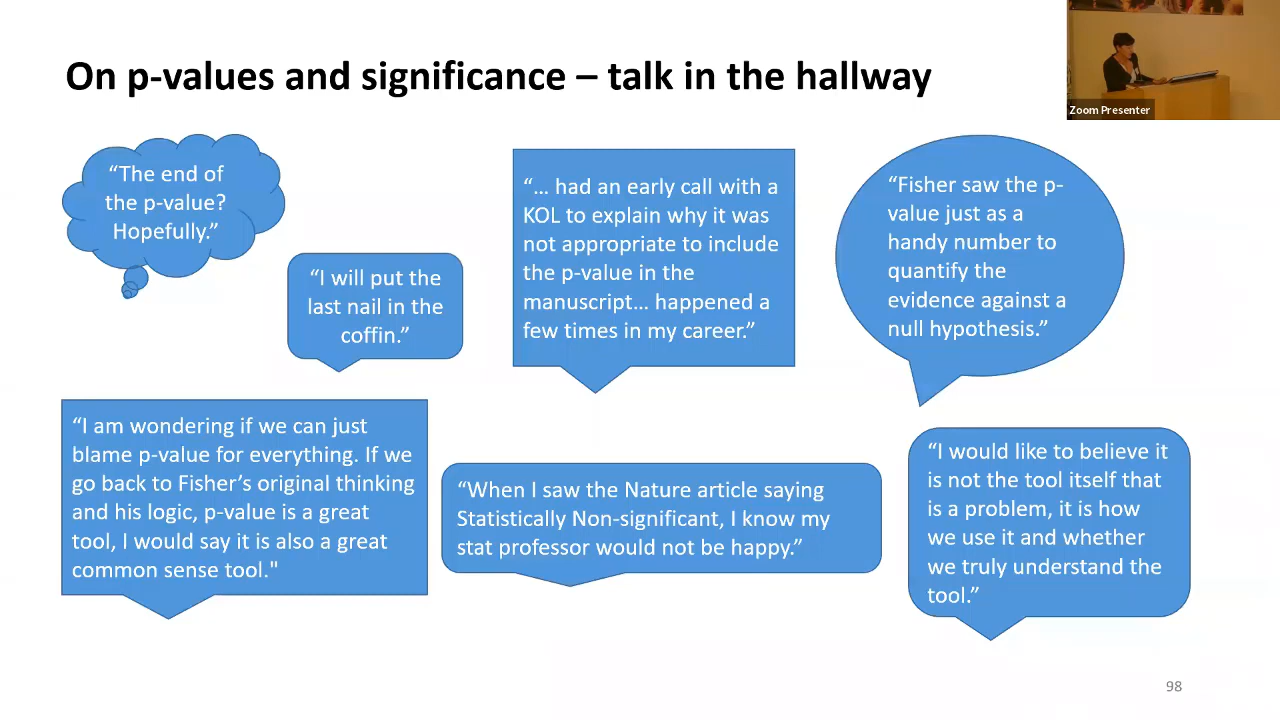 On p-values and significance – talk in the hallway
Zoom Presenter
“The end of
the p-value?
Hopefully.”
“I will put the
last nail in the
coffin.”
“… had an early call with a
KOL to explain why it was
not appropriate to include
the p-value in the
manuscript… happened a
few times in my career.”
“Fisher saw the p-
value just as a
handy number to
quantify the
evidence against a
null hypothesis.”
“I am wondering if we can just
blame p-value for everything. If we
go back to Fisher’s original thinking
and his logic, p-value is a great
tool, I would say it is also a great
common sense tool."
“When I saw the Nature article saying
Statistically Non-significant, I know my
stat professor would not be happy.”
“I would like to believe it
is not the tool itself that
is a problem, it is how
we use it and whether
we truly understand the
tool.”
98